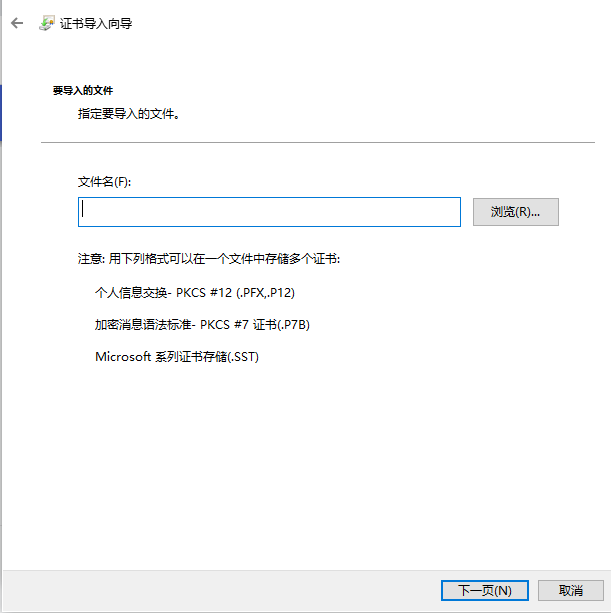 证书导入向导
要导入的文件
指定要导入的文件。
文件名(F):
浏览(R)...
注意: 用下列格式可以在一个文件中存储多个证书:
个人信息交换- PKCS #12 (.PFX,.P12)
加密消息语法标准- PKCS #7 证书(.P7B)
Microsoft 系列证书存储(.SST)
下一页(N)
取消